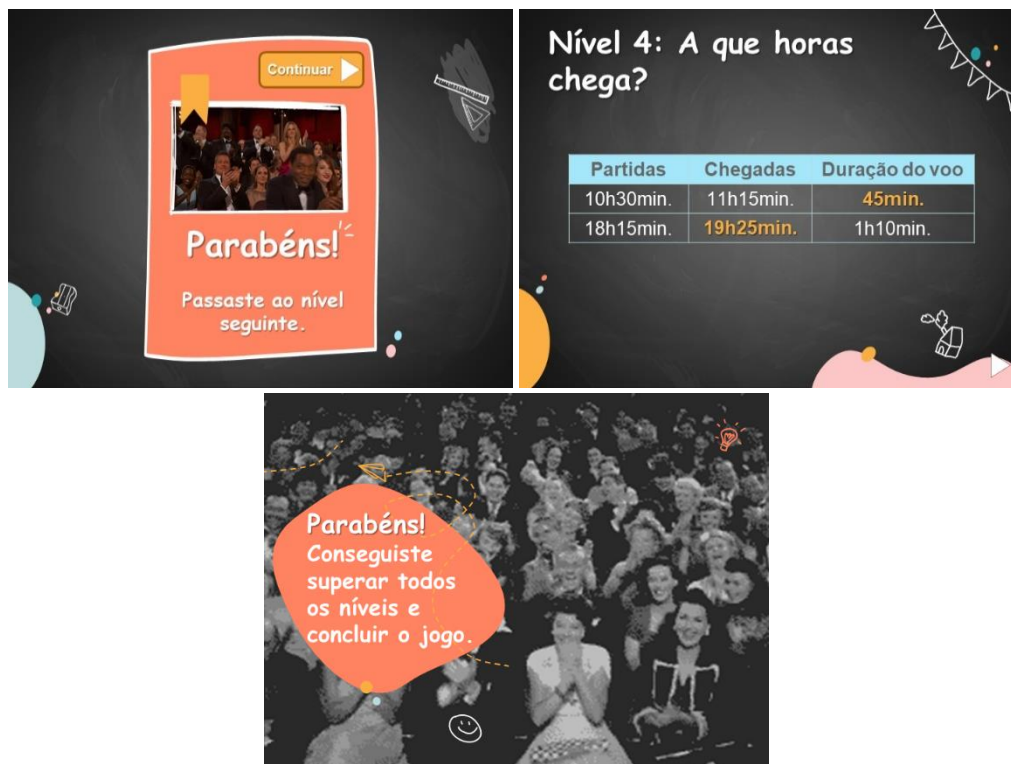 Continuar
Parabéns!
Passaste ao nível
seguinte.
Nível 4: A que horas
chega?
Partidas Chegadas Duração do voo
10h30min. 11h15min. 45min.
18h15min. 19h25min. 1h10min.
Parabéns!
Conseguiste
superar todos
os níveis e
concluir o jogo.